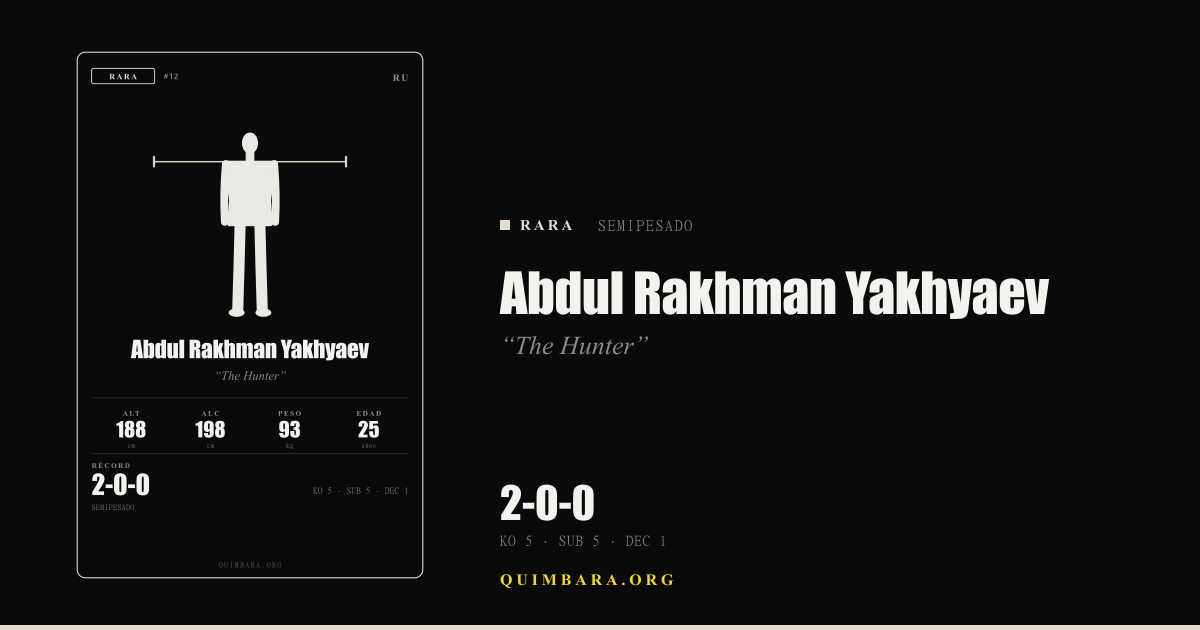 RARA #12 RU
Abdul Rakhman Yakhyaev
“The Hunter”
ALT ALC PESO EDAD
188 198 93 25
cm cm kg años
RÉCORD
2-0-0
KO 5 · SUB 5 · DEC 1
SEMIPESADO
QUIMBARA.ORG
RARA SEMIPESADO
Abdul Rakhman Yakhyaev
“The Hunter”
2-0-0
KO 5 · SUB 5 · DEC 1
QUIMBARA.ORG